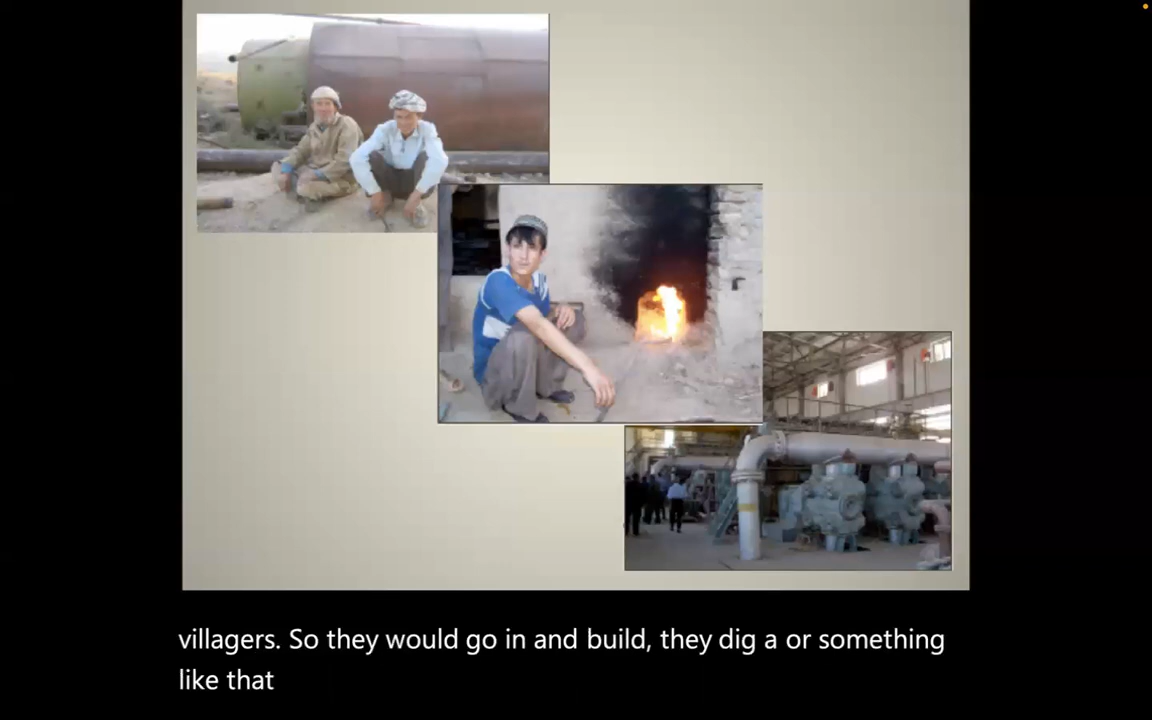 villagers. So they would go in and build, they dig a or something
like that